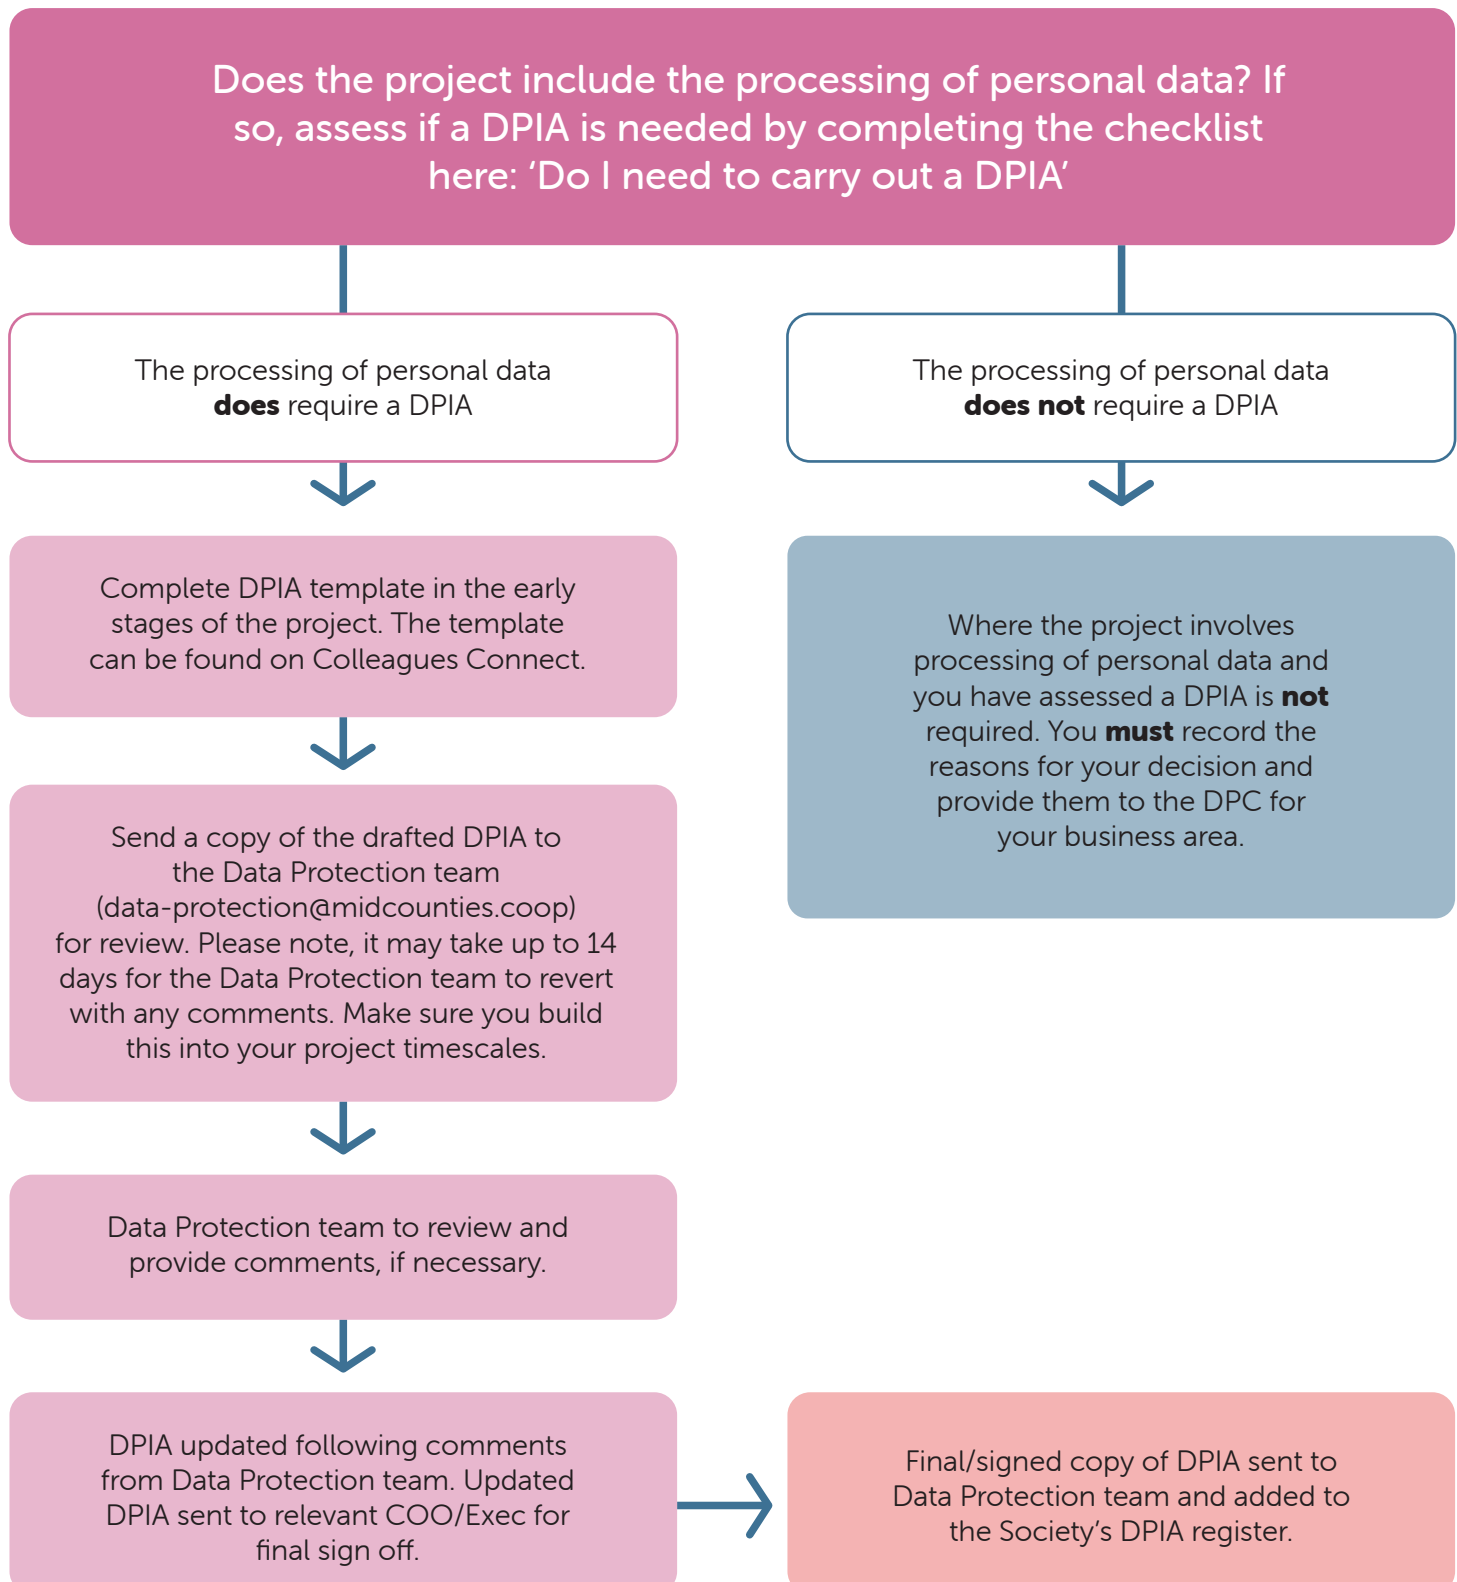 Does the project include the processing of personal data? If
so, assess if a DPIA is needed by completing the checklist
here: ‘Do I need to carry out a DPIA’
The processing of personal data
does require a DPIA
The processing of personal data
does not require a DPIA
Complete DPIA template in the early
stages of the project. The template
can be found on Colleagues Connect.
Where the project involves
processing of personal data and
you have assessed a DPIA is not
required. You must record the
reasons for your decision and
provide them to the DPC for
your business area.
Send a copy of the drafted DPIA to
the Data Protection team
(data-protection@midcounties.coop)
for review. Please note, it may take up to 14
days for the Data Protection team to revert
with any comments. Make sure you build
this into your project timescales.
Data Protection team to review and
provide comments, if necessary.
DPIA updated following comments
from Data Protection team. Updated
DPIA sent to relevant COO/Exec for
final sign off.
Final/signed copy of DPIA sent to
Data Protection team and added to
the Society’s DPIA register.